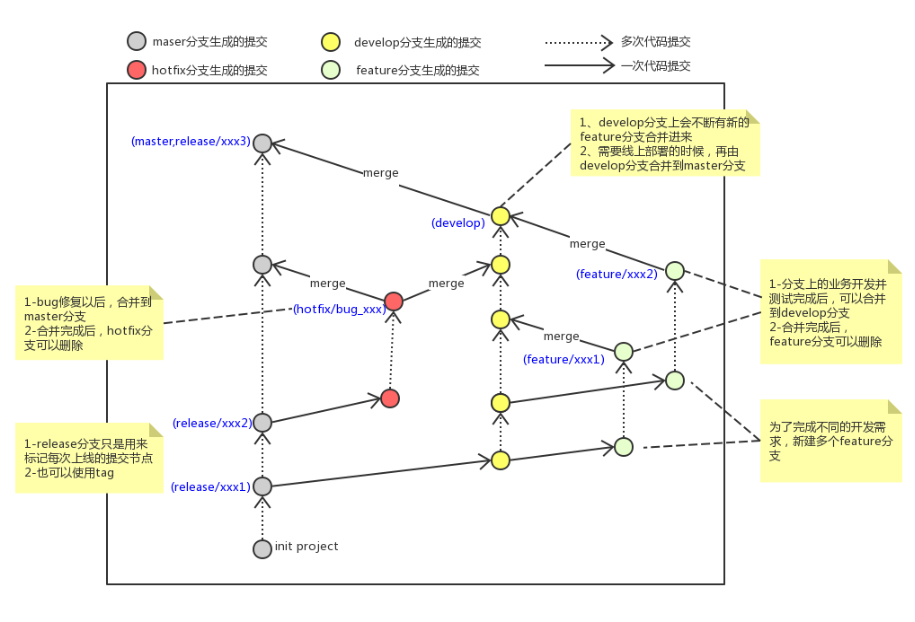 maser分支生成的提交
develop分支生成的提交
多次代码提交
hotfix分支生成的提交
feature分支生成的提交
一次代码提交
1、develop分支上会不断有新的
feature分支合并进来
2、需要线上部署的时候，再由
develop分支合并到master分支
(master,release/xxx3)
merge
(develop)
merge
(feature/xxx2)
merge
merge
(hotfix/bug_xxx)
1-bug修复以后，合并到
master分支
2-合并完成后，hotfix分
支可以删除
1-分支上的业务开发并
测试完成后，可以合并
到develop分支
2-合并完成后，
feature分支可以删除
merge
(feature/xxx1)
(release/xxx2)
为了完成不同的开发需
求，新建多个feature分
支
1-release分支只是用来
标记每次上线的提交节点
2-也可以使用tag
(release/xxx1)
init project